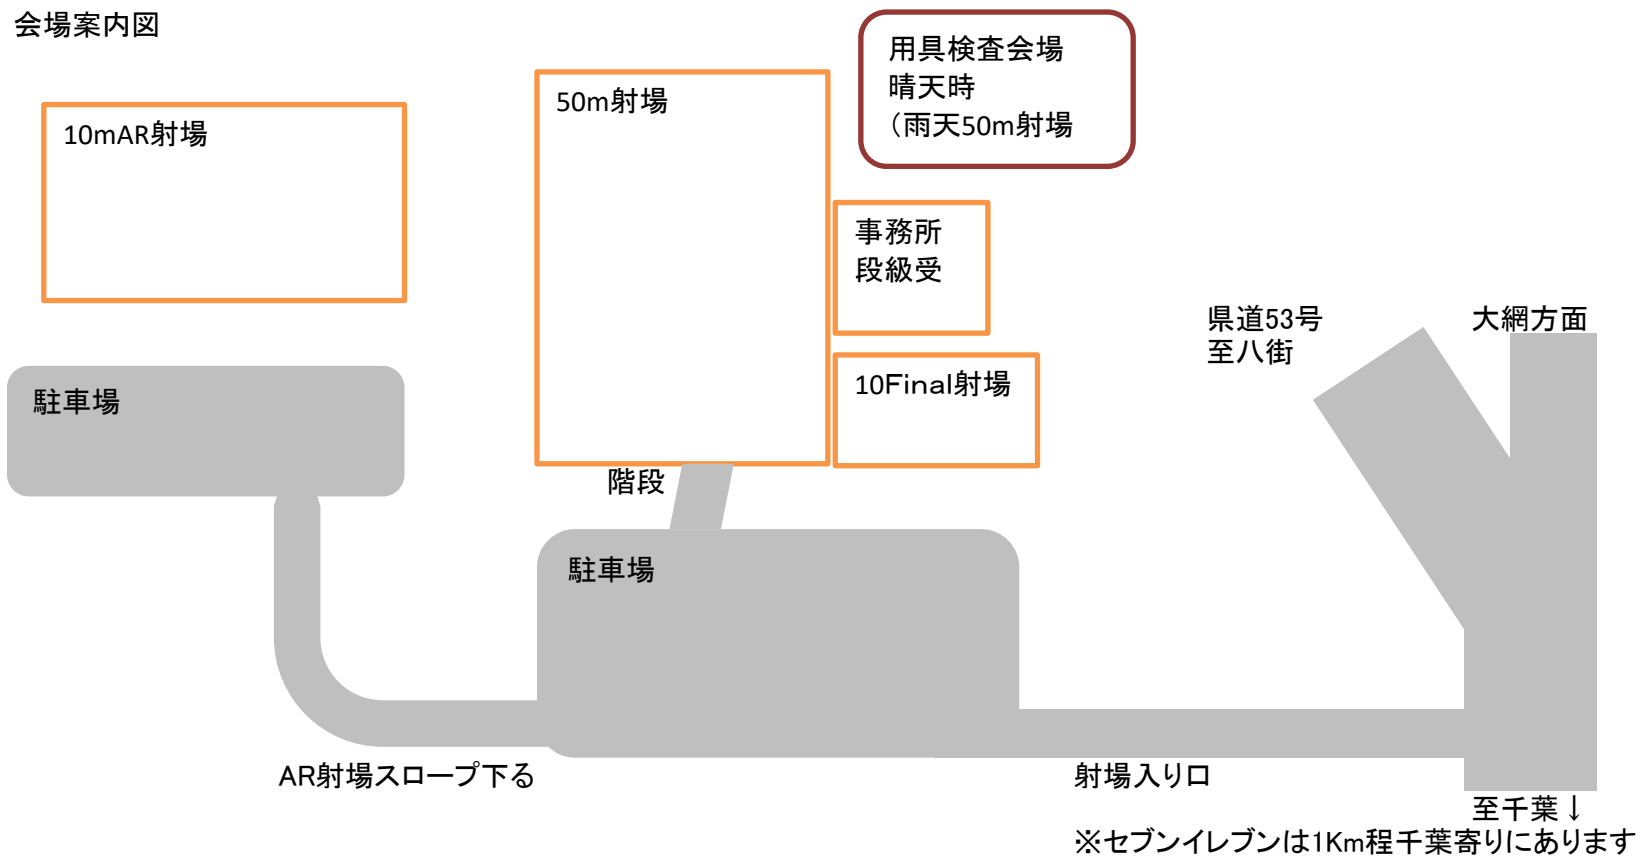 会場案内図
用具検査会場
晴天時
（雨天50m射場
50m射場
10mAR射場
事務所
段級受
県道53号
至八街
大網方面
10Final射場
駐車場
階段
駐車場
AR射場スロープ下る
射場入り口
至千葉↓
※セブンイレブンは1Km程千葉寄りにあります